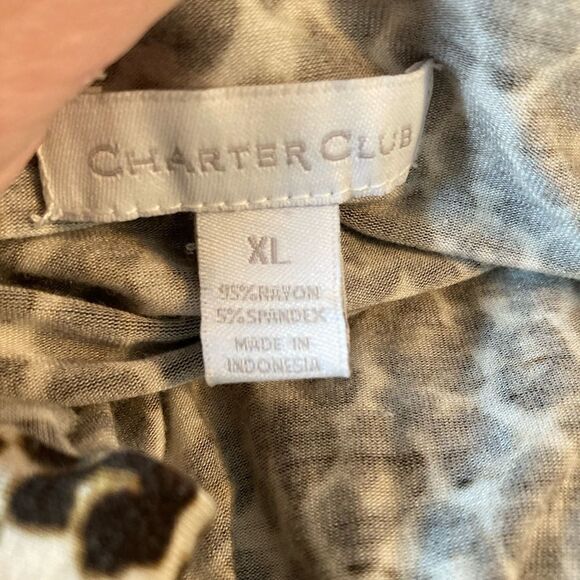 CHARTER CLUB
XL
95% RAYON
5% SPANDEX
MADE IN
INDONESIA